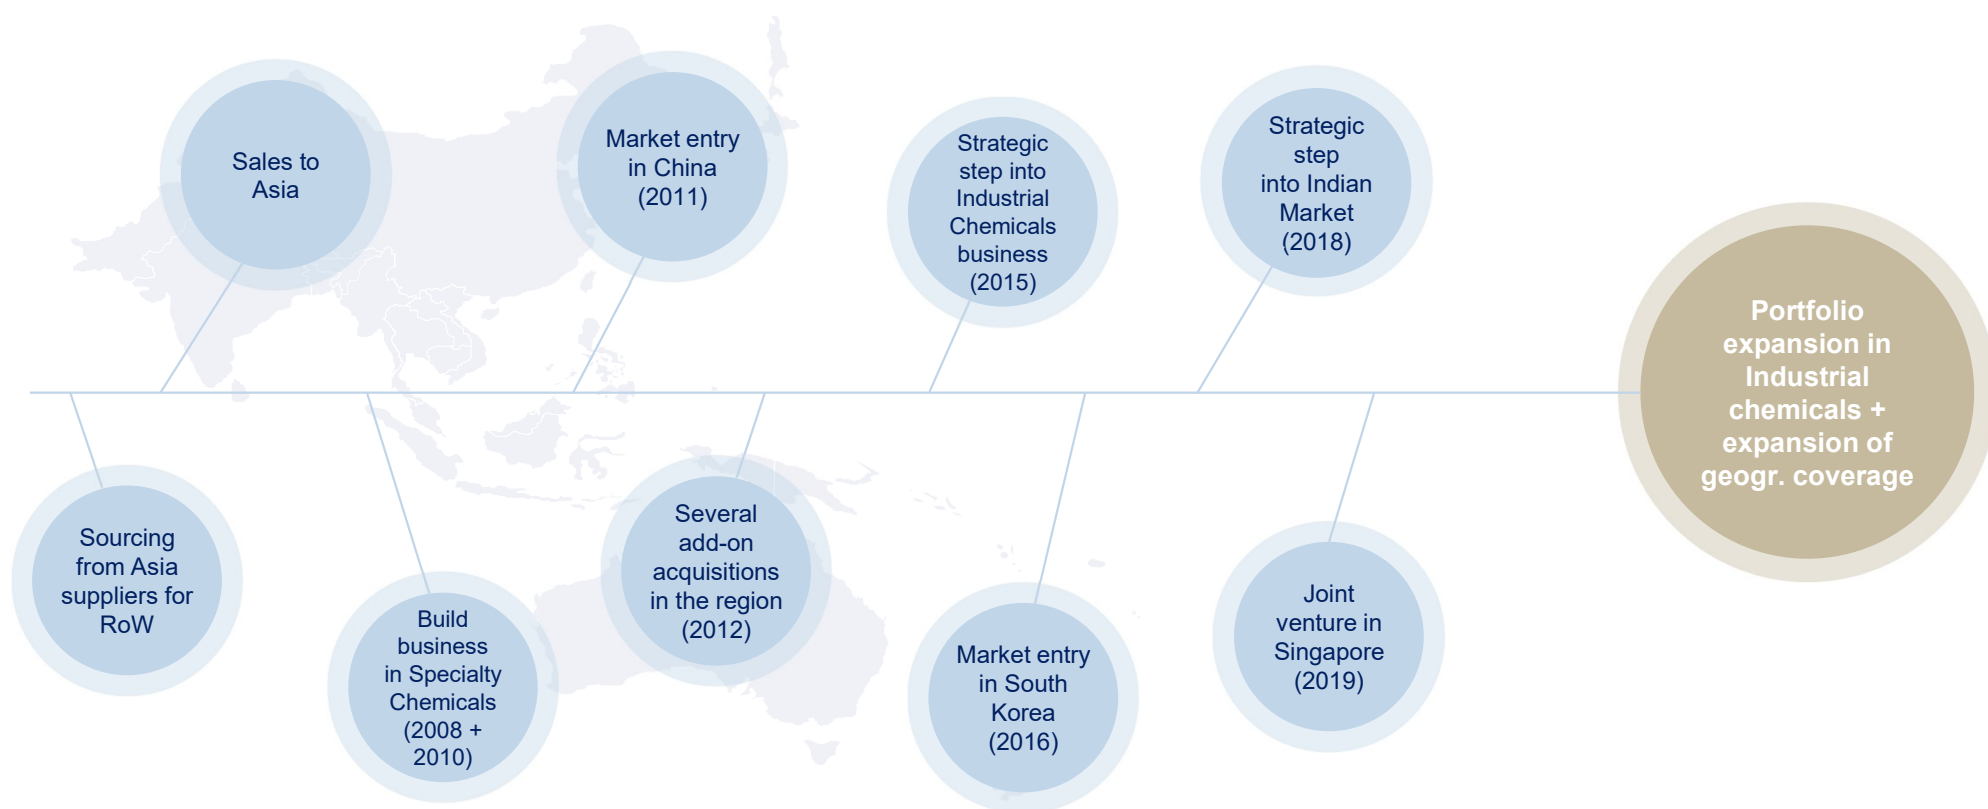 Sales to
Asia
Market entry
in China
(2011)
Strategic
step into
Industrial
Chemicals
business
(2015)
Strategic
step
into Indian
Market
(2018)
Portfolio
expansion in
Industrial
chemicals +
expansion of
geogr. coverage
Sourcing
from Asia
suppliers for
RoW
Build
business
in Specialty
Chemicals
(2008 +
2010)
Several
add-on
acquisitions
in the region
(2012)
Market entry
in South
Korea
(2016)
Joint
venture in
Singapore
(2019)